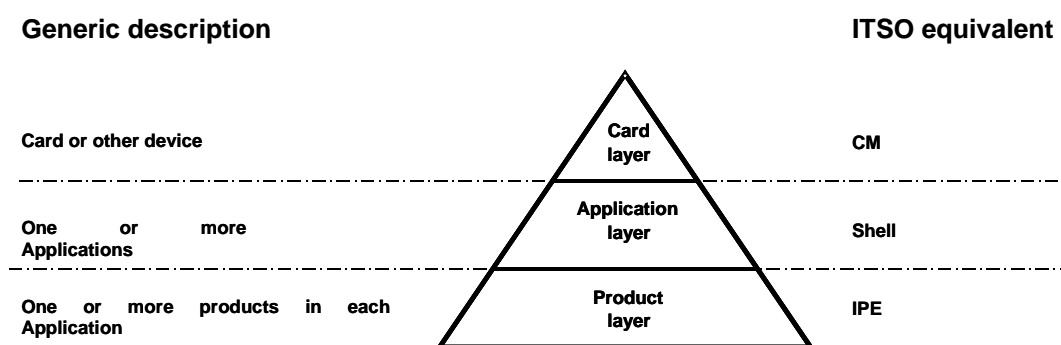 Generic description
ITSO equivalent
Card or other device
Card
layer
CM
One or more
Applications
Application
layer
Shell
One or more products in each
Application
Product
layer
IPE